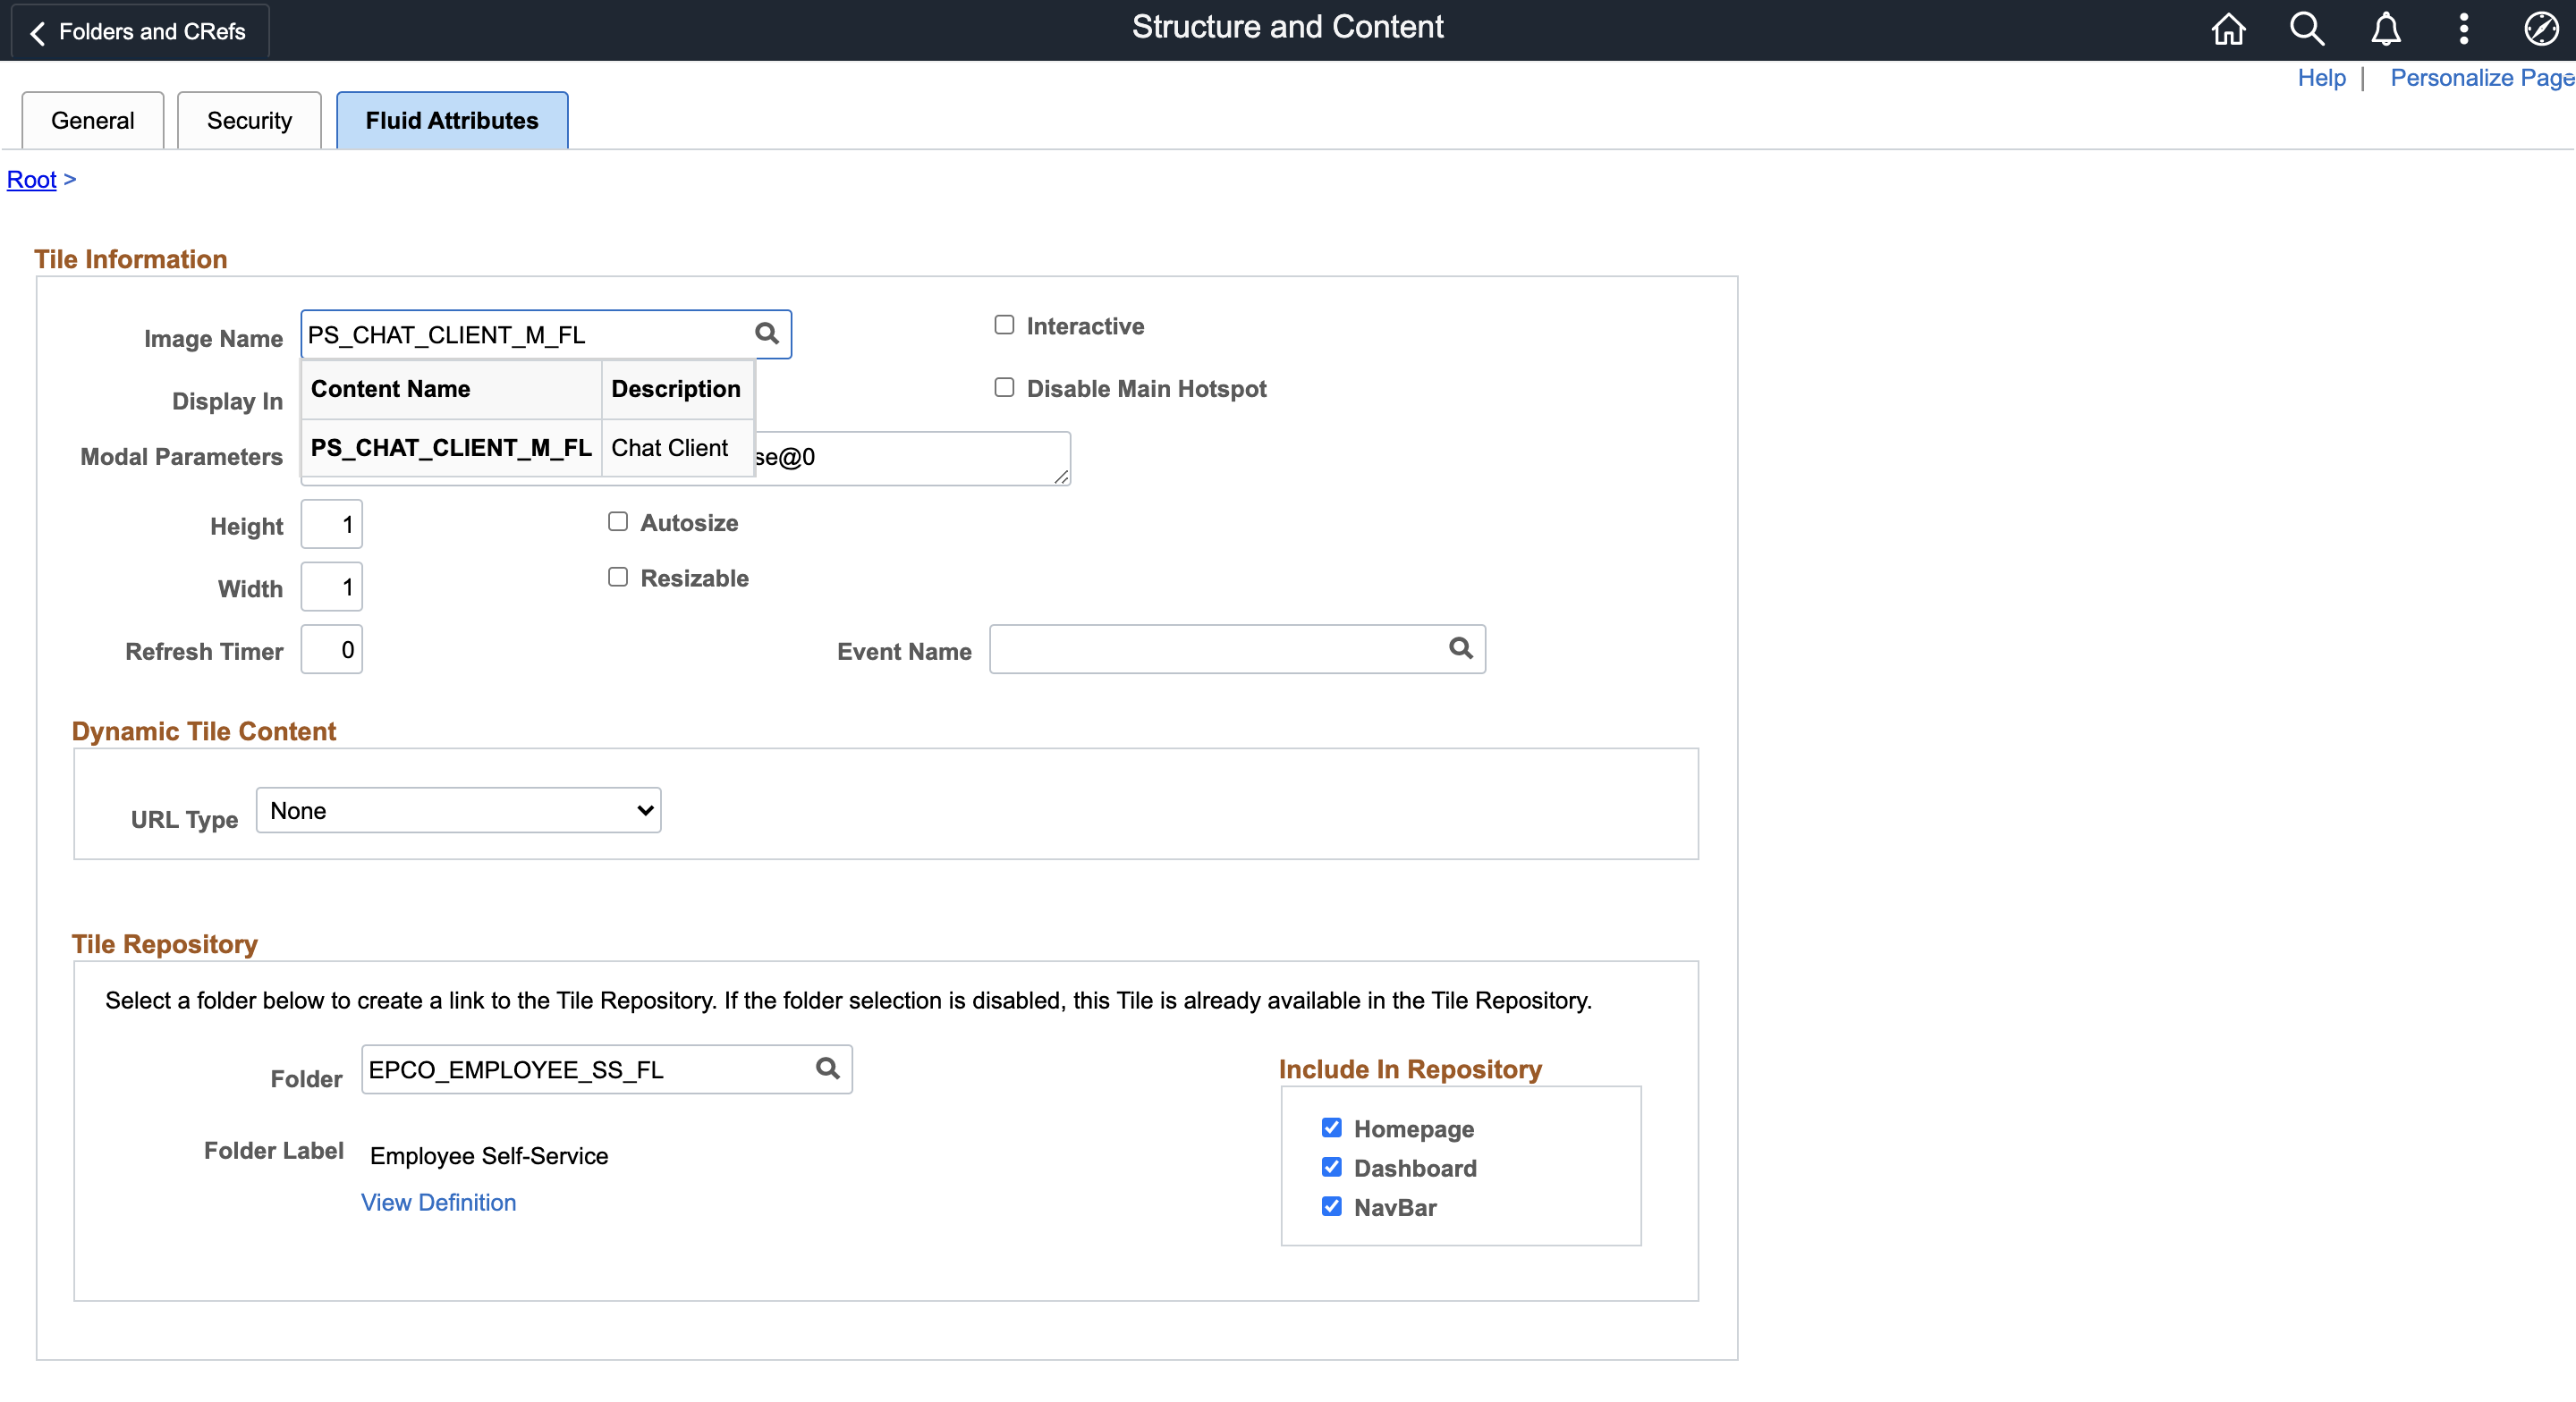 Folders and CRefs
Structure and Content
Help | Personalize Page
General Security Fluid Attributes
Root >
Tile Information
Image Name PS_CHAT_CLIENT_M_FL
Interactive
Content Name Description
Display In
Disable Main Hotspot
PS_CHAT_CLIENT_M_FL Chat Client
Modal Parameters se@0
Height 1 Autosize
Width 1 Resizable
Refresh Timer 0 Event Name
Dynamic Tile Content
URL Type None
Tile Repository
Select a folder below to create a link to the Tile Repository. If the folder selection is disabled, this Tile is already available in the Tile Repository.
Folder EPCO_EMPLOYEE_SS_FL
Folder Label Employee Self-Service
View Definition
Include In Repository
Homepage
Dashboard
NavBar